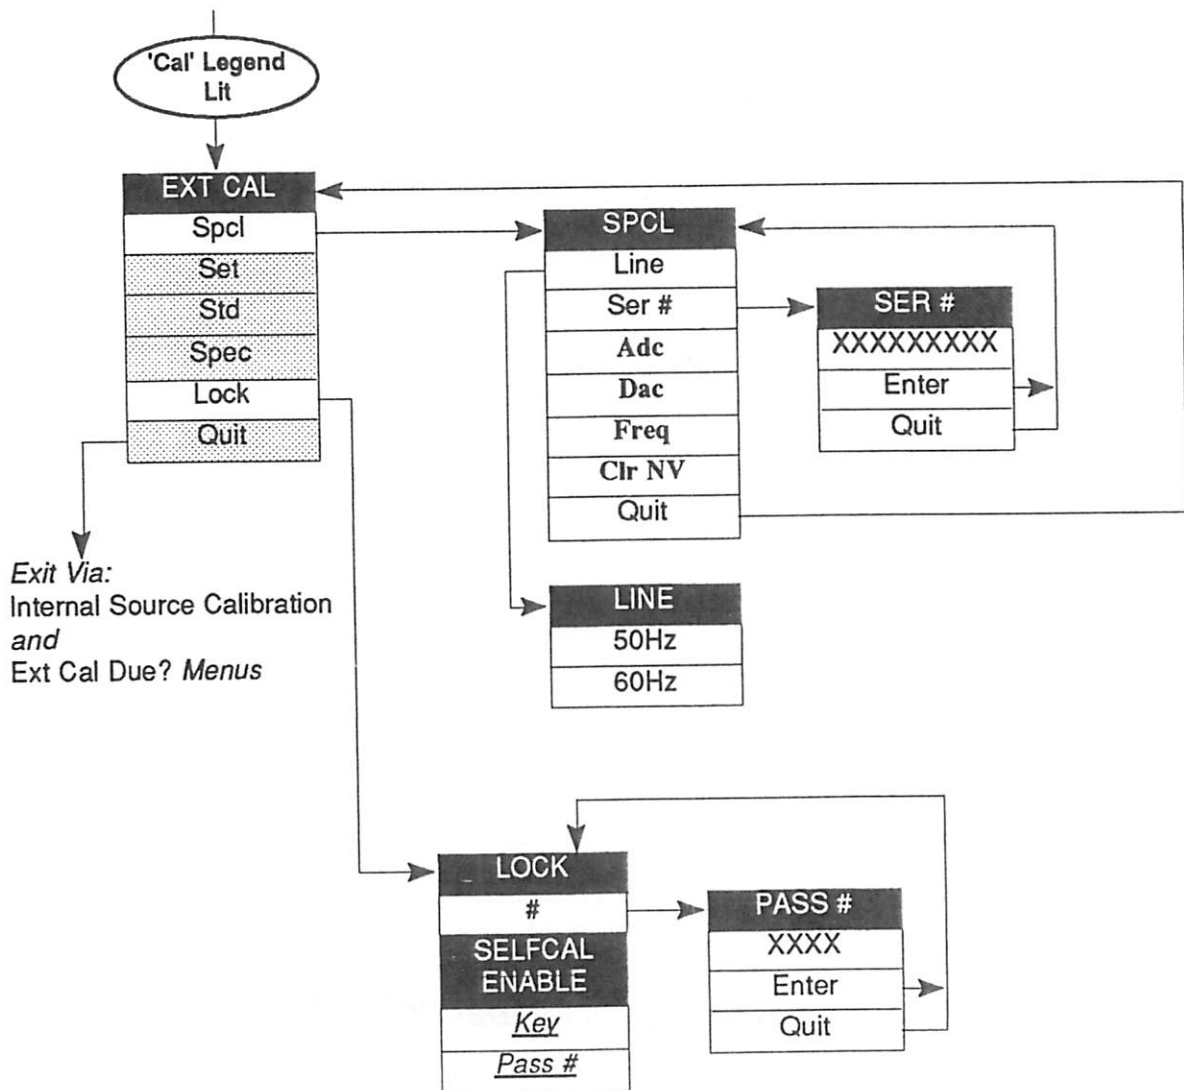 'Cal' Legend
Lit
EXT CAL
Spcl
Set
Std
Spec
Lock
Quit
Exit Via:
Internal Source Calibration
and
Ext Cal Due? Menus
SPCL
Line
Ser #
Adc
Dac
Freq
Clr NV
Quit
SER #
XXXXXXXXX
Enter
Quit
LINE
50Hz
60Hz
LOCK
#
SELFCAL
ENABLE
Key
Pass #
PASS #
XXXX
Enter
Quit